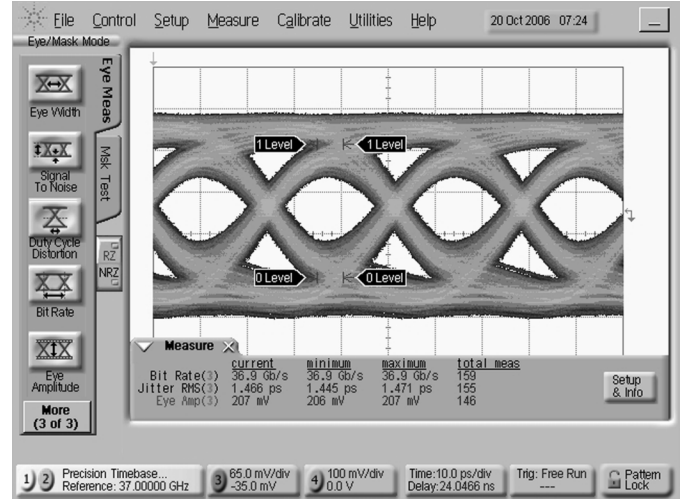 File Control Setup Measure Calibrate Utilities Help 20 Oct 2006 07:24
Eye/Mask Mode
Eye Meas
Msk Test
Eye Width
Signal
To Noise
Duty Cycle
Distortion
RZ
NRZ
Bit Rate
Eye
Amplitude
More
(3 of 3)
1 Level 1 Level
0 Level 0 Level
Measure
current minimum maximum total meas
Bit Rate(3) 36.9 Gb/s 36.9 Gb/s 36.9 Gb/s 159
Jitter RMS(3) 1.466 ps 1.445 ps 1.471 ps 155
Eye Amp(3) 207 mV 206 mV 207 mV 146
Setup
& Info
1 2 Precision Timebase...
Reference: 37.00000 GHz
3 65.0 mV/div
-35.0 mV
4 100 mV/div
0.0 V
Time:10.0 ps/div
Delay:24.0466 ns
Trig: Free Run
---
Pattern
Lock